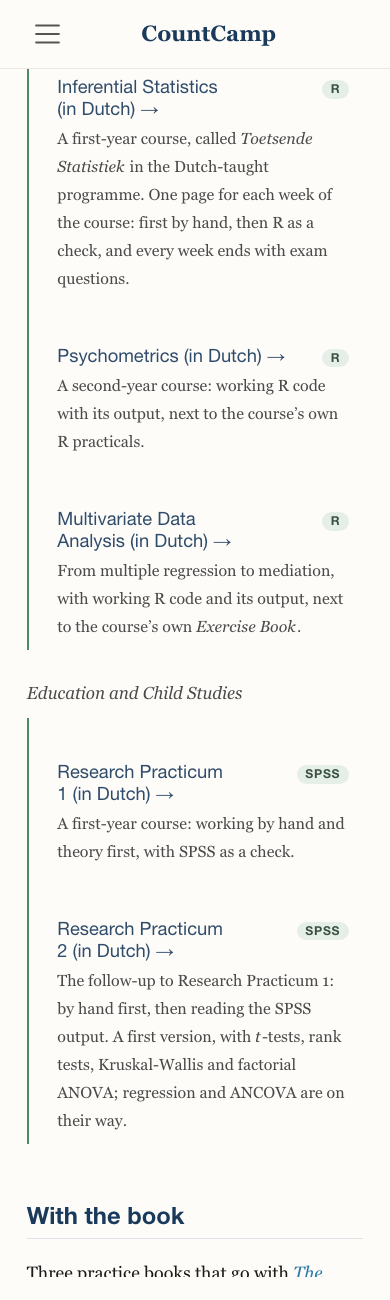 CountCamp
Inferential Statistics
(in Dutch) →
R
A first-year course, called Toetsende
Statistiek in the Dutch-taught
programme. One page for each week of
the course: first by hand, then R as a
check, and every week ends with exam
questions.
Psychometrics (in Dutch) →
R
A second-year course: working R code
with its output, next to the course’s own
R practicals.
Multivariate Data
Analysis (in Dutch) →
R
From multiple regression to mediation,
with working R code and its output, next
to the course’s own Exercise Book.
Education and Child Studies
Research Practicum
1 (in Dutch) →
SPSS
A first-year course: working by hand and
theory first, with SPSS as a check.
Research Practicum
2 (in Dutch) →
SPSS
The follow-up to Research Practicum 1:
by hand first, then reading the SPSS
output. A first version, with t-tests, rank
tests, Kruskal-Wallis and factorial
ANOVA; regression and ANCOVA are on
their way.
With the book
Three practice books that go with The